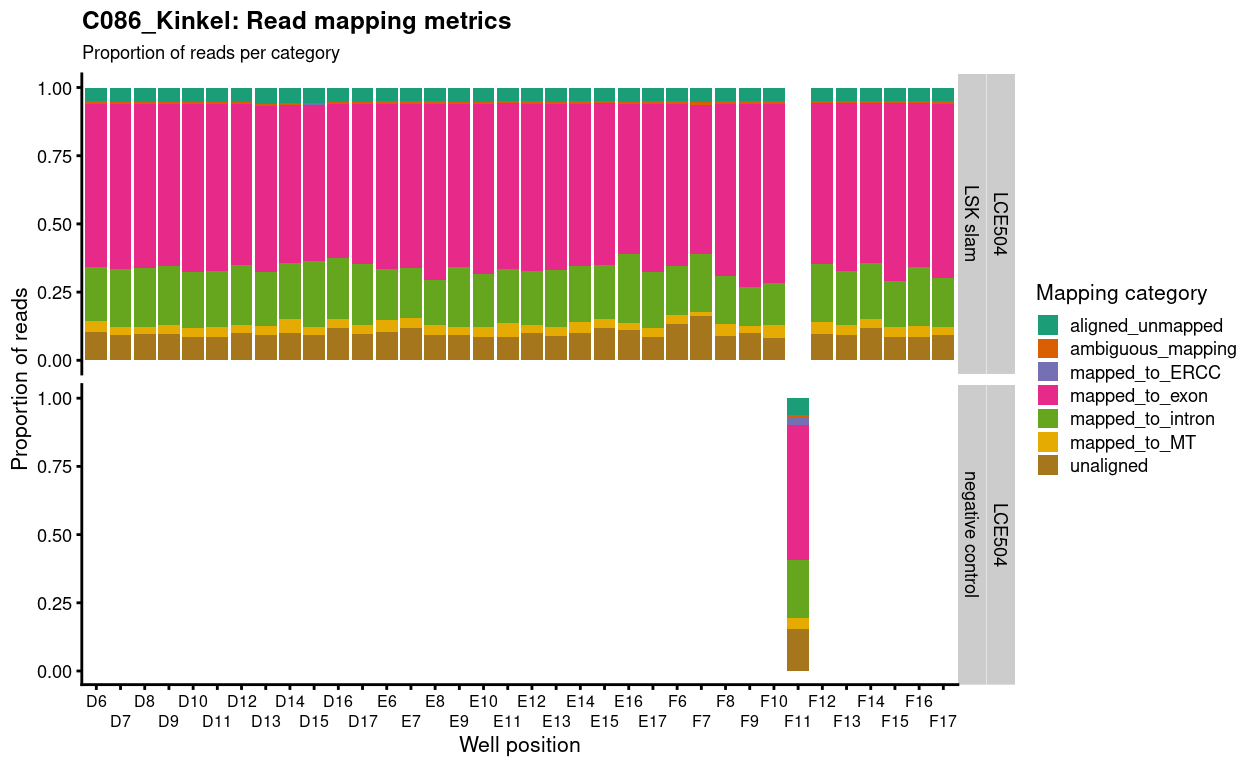 C086_Kinkel: Read mapping metrics
Proportion of reads per category
Proportion of reads
1.00
0.75
0.50
0.25
0.00
LSK slam
LCE504
1.00
0.75
0.50
0.25
0.00
negative control
LCE504
D6 D8 D10 D12 D14 D16 E6 E8 E10 E12 E14 E16 F6 F8 F10 F12 F14 F16
D7 D9 D11 D13 D15 D17 E7 E9 E11 E13 E15 E17 F7 F9 F11 F13 F15 F17
Well position
Mapping category
aligned_unmapped
ambiguous_mapping
mapped_to_ERCC
mapped_to_exon
mapped_to_intron
mapped_to_MT
unaligned